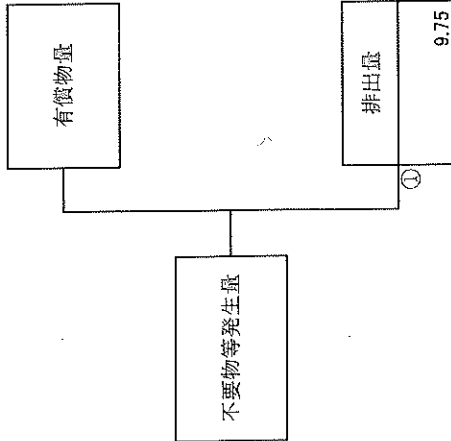 有償物量
不要物等発生量
排出量
①
9.75